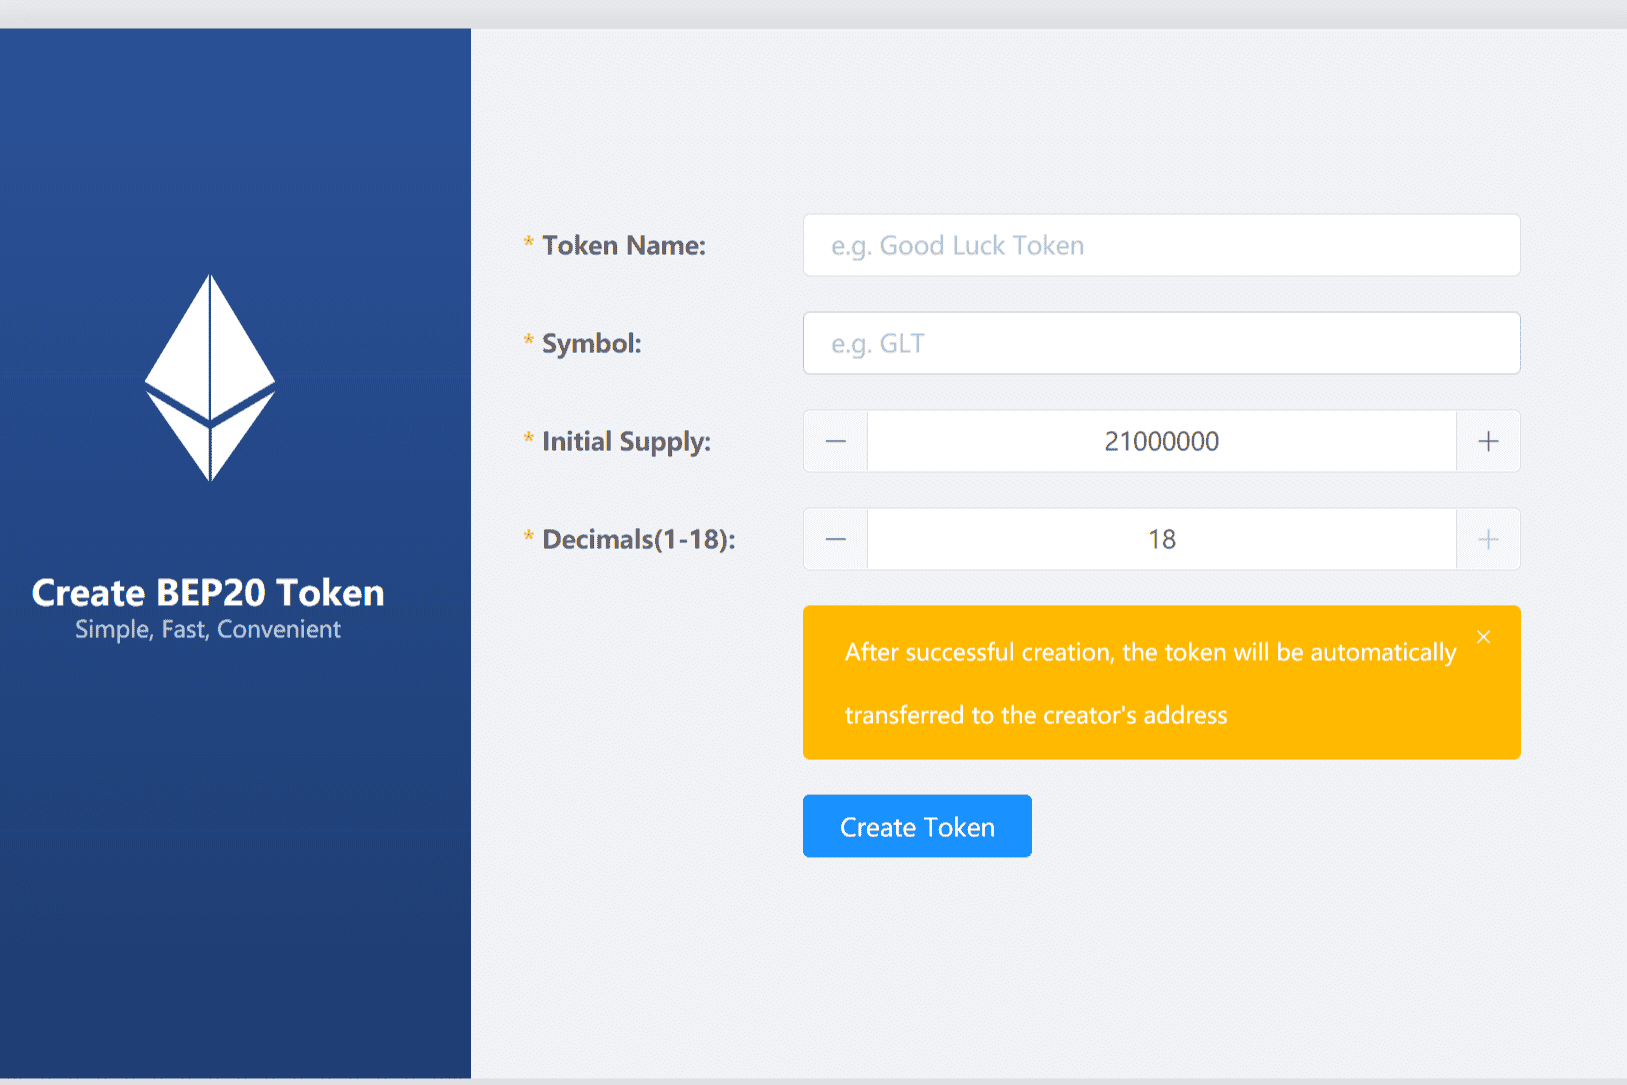 Create BEP20 Token
Simple, Fast, Convenient
* Token Name:
e.g. Good Luck Token
* Symbol:
e.g. GLT
* Initial Supply:
— 21000000 +
* Decimals(1-18):
— 18 +
After successful creation, the token will be automatically
transferred to the creator's address
Create Token